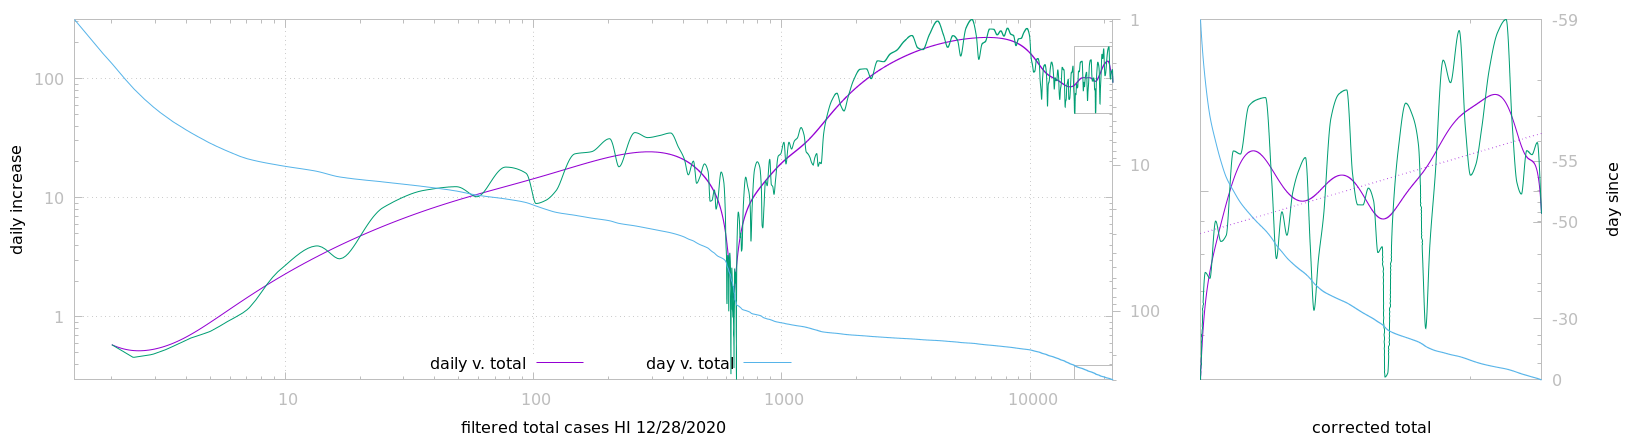 daily increase
100
10
1
daily v. total
day v. total
10
100
1000
10000
filtered total cases HI 12/28/2020
1
10
100
-59
-55
-50
-30
0
day since
corrected total